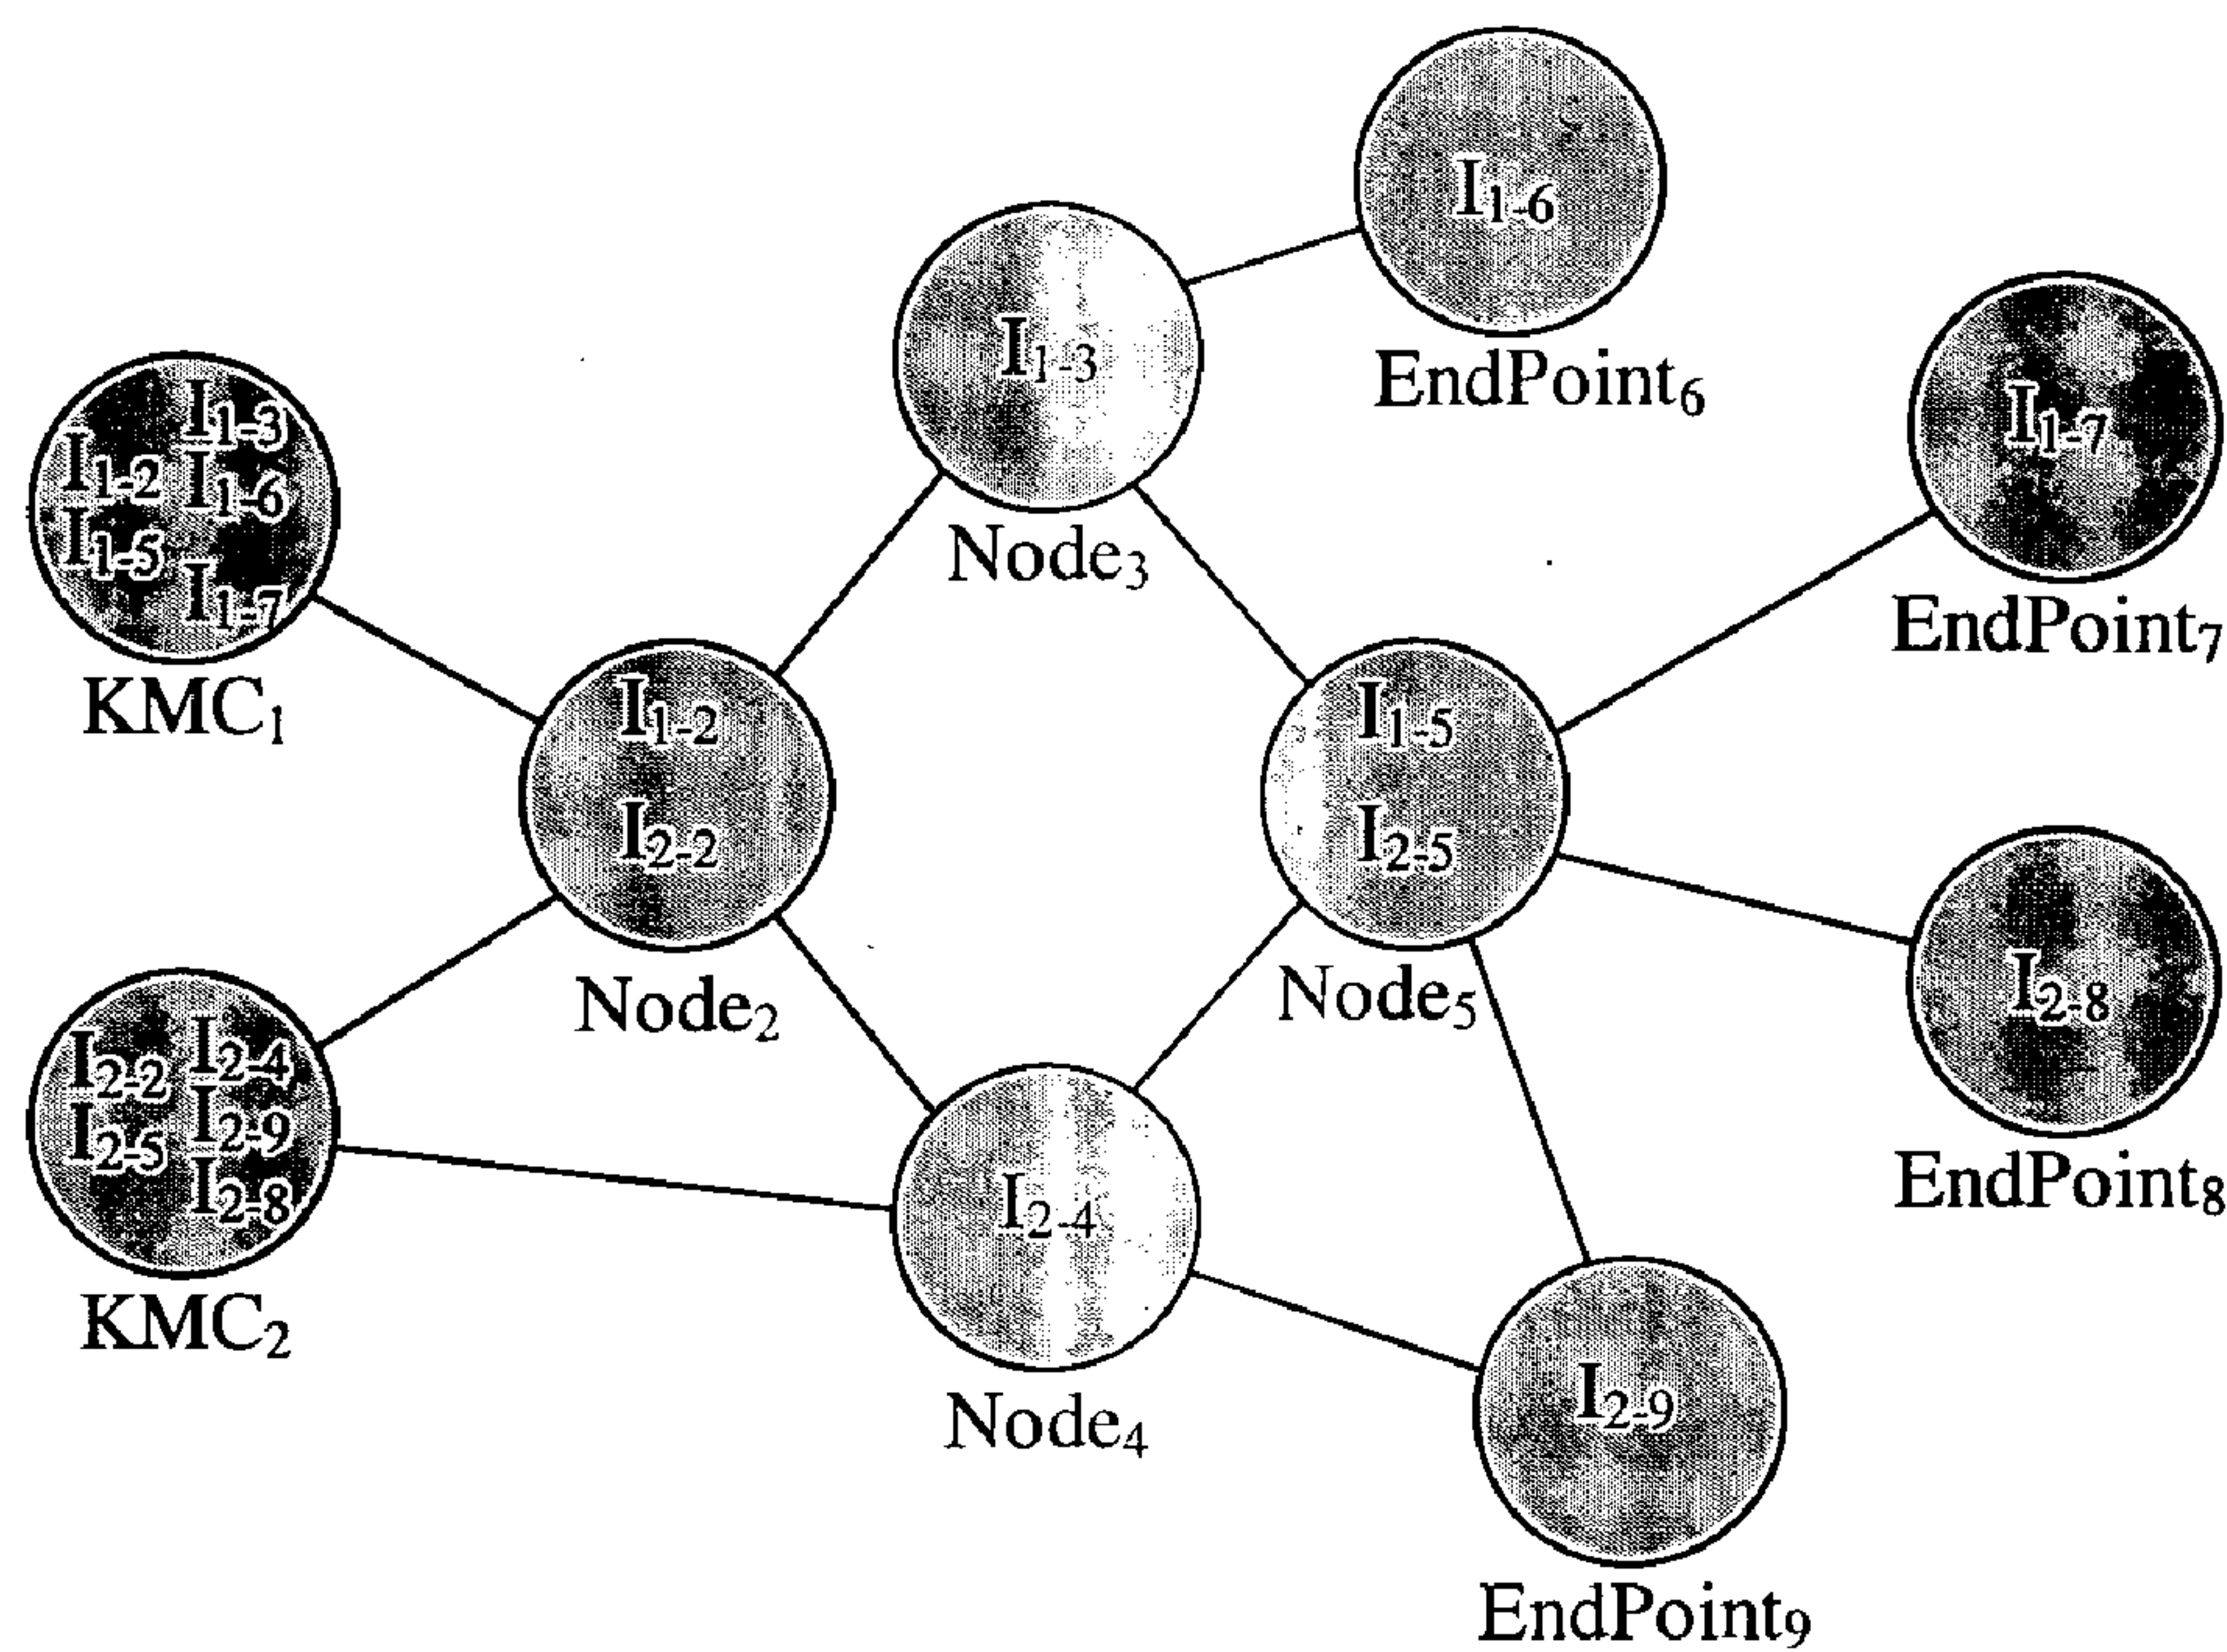 I₁₋₆
EndPoint₆
I₁₋₃
Node₃
I₁₋₇
EndPoint₇
I₁₋₃
I₁₋₂
I₁₋₆
I₁₋₅
I₁₋₇
KMC₁
I₁₋₂
I₂₋₂
Node₂
I₁₋₅
I₂₋₅
Node₅
I₂₋₈
EndPoint₈
I₂₋₂ I₂₋₄
I₂₋₅ I₂₋₉
I₂₋₈
KMC₂
I₂₋₄
Node₄
I₂₋₉
EndPoint₉